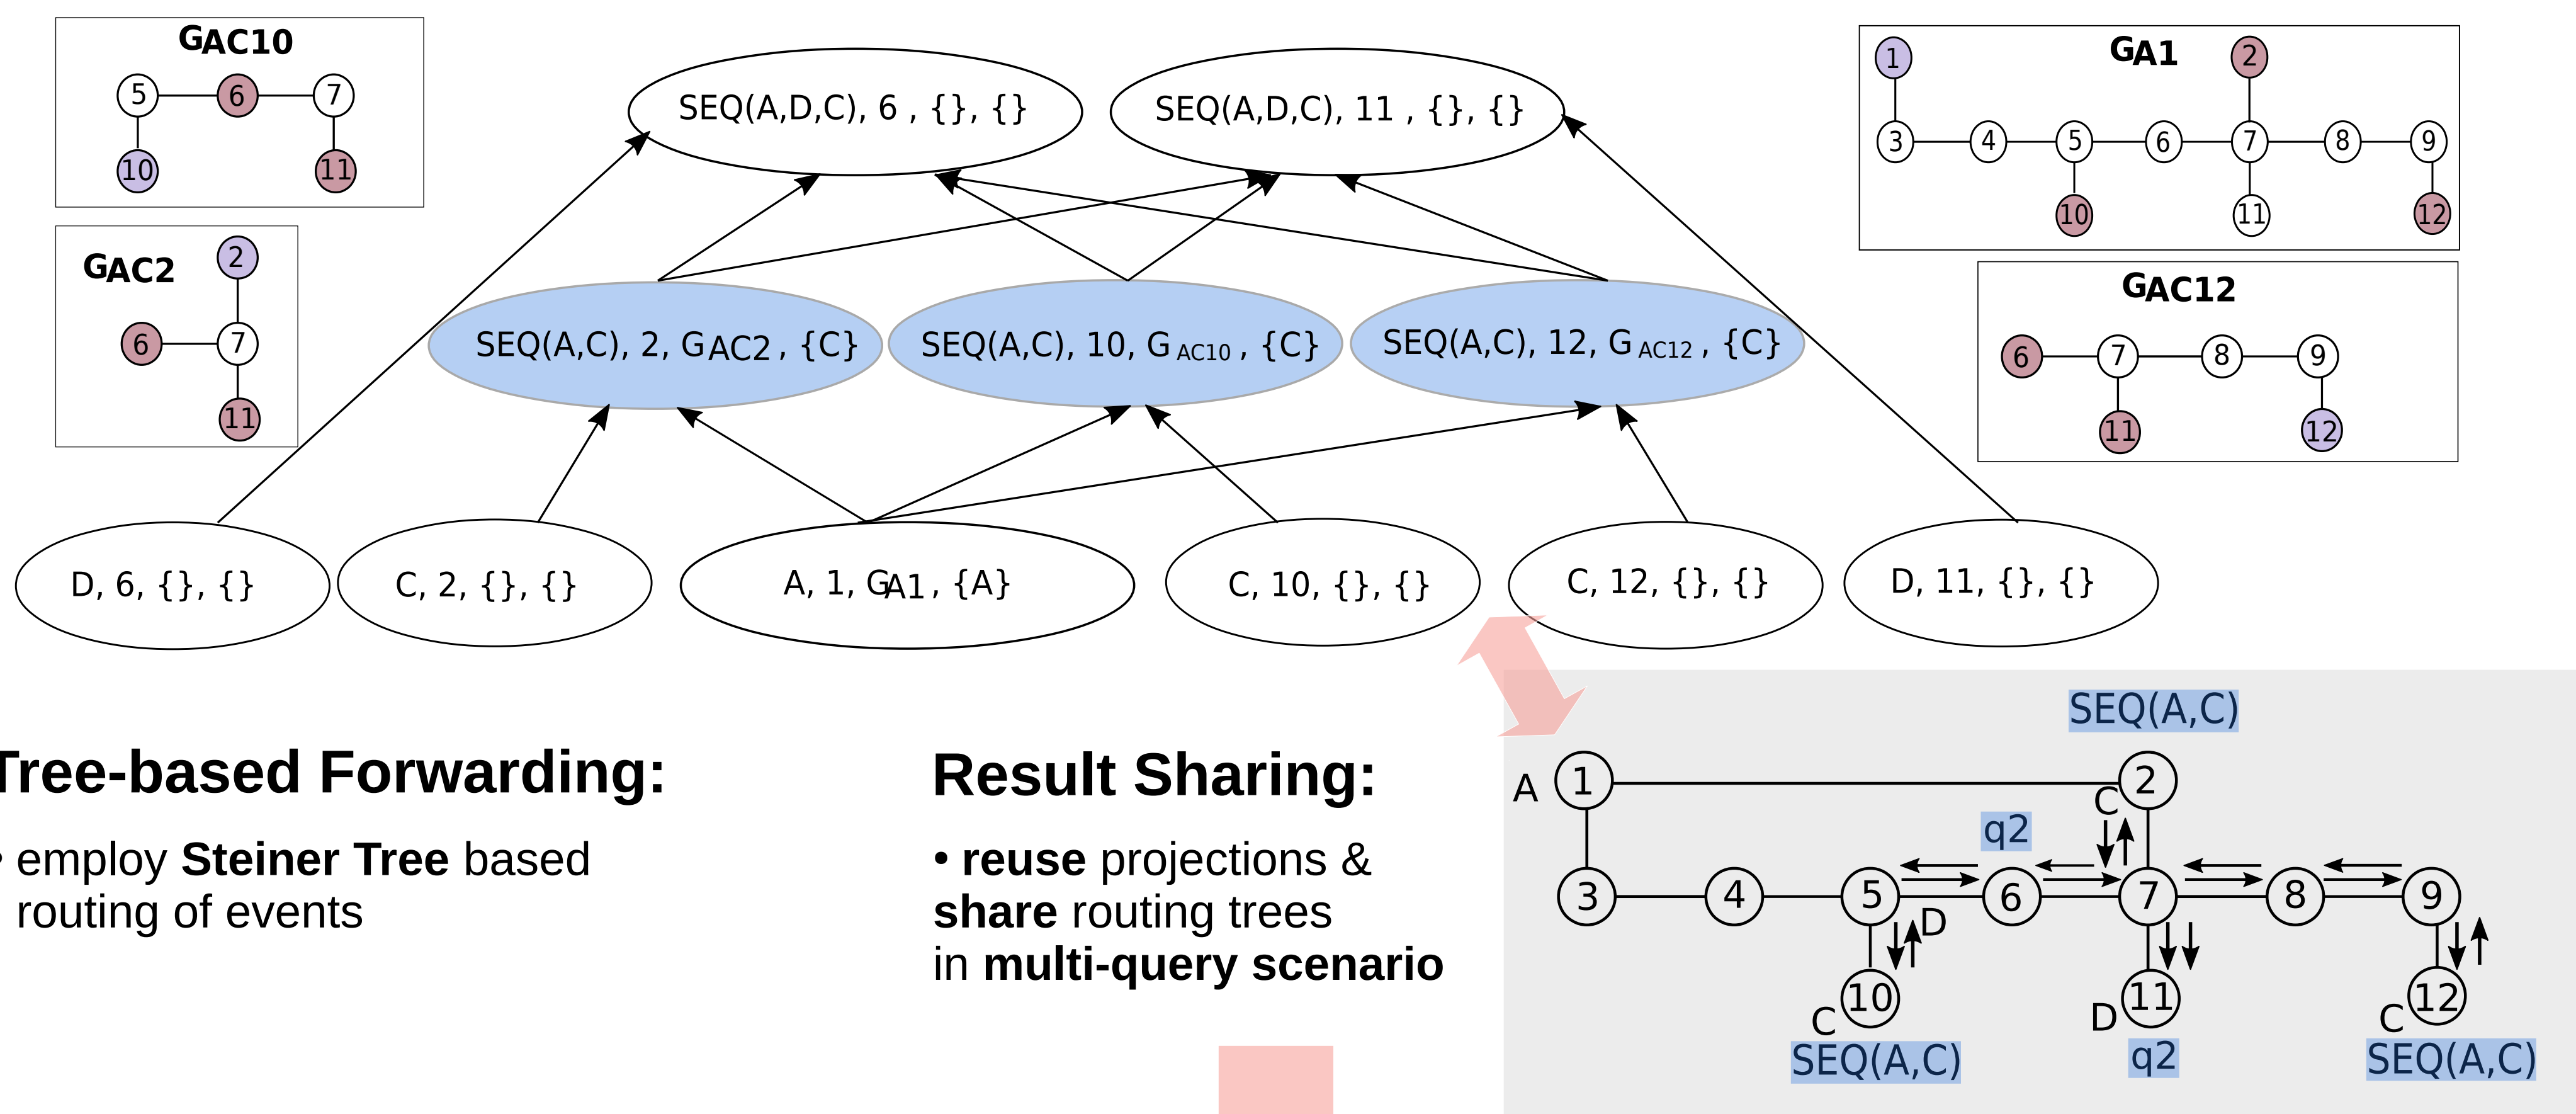 GAC10
5 6 7
10 11
GAC2
2
6 7
11
SEQ(A,D,C), 6 , {}, {}
SEQ(A,D,C), 11 , {}, {}
GA1
1 2
3 4 5 6 7 8 9
10 11 12
GAC12
6 7 8 9
11 12
SEQ(A,C), 2, GAC2 , {C}
SEQ(A,C), 10, GAC10 , {C}
SEQ(A,C), 12, GAC12 , {C}
D, 6, {}, {}
C, 2, {}, {}
A, 1, GA1 , {A}
C, 10, {}, {}
C, 12, {}, {}
D, 11, {}, {}
Tree-based Forwarding:
• employ Steiner Tree based
routing of events
Result Sharing:
• reuse projections &
share routing trees
in multi-query scenario
SEQ(A,C)
A 1 2
C
q2
3 4 5 6 7 8 9
D
10 11 12
C D C
SEQ(A,C) q2 SEQ(A,C)